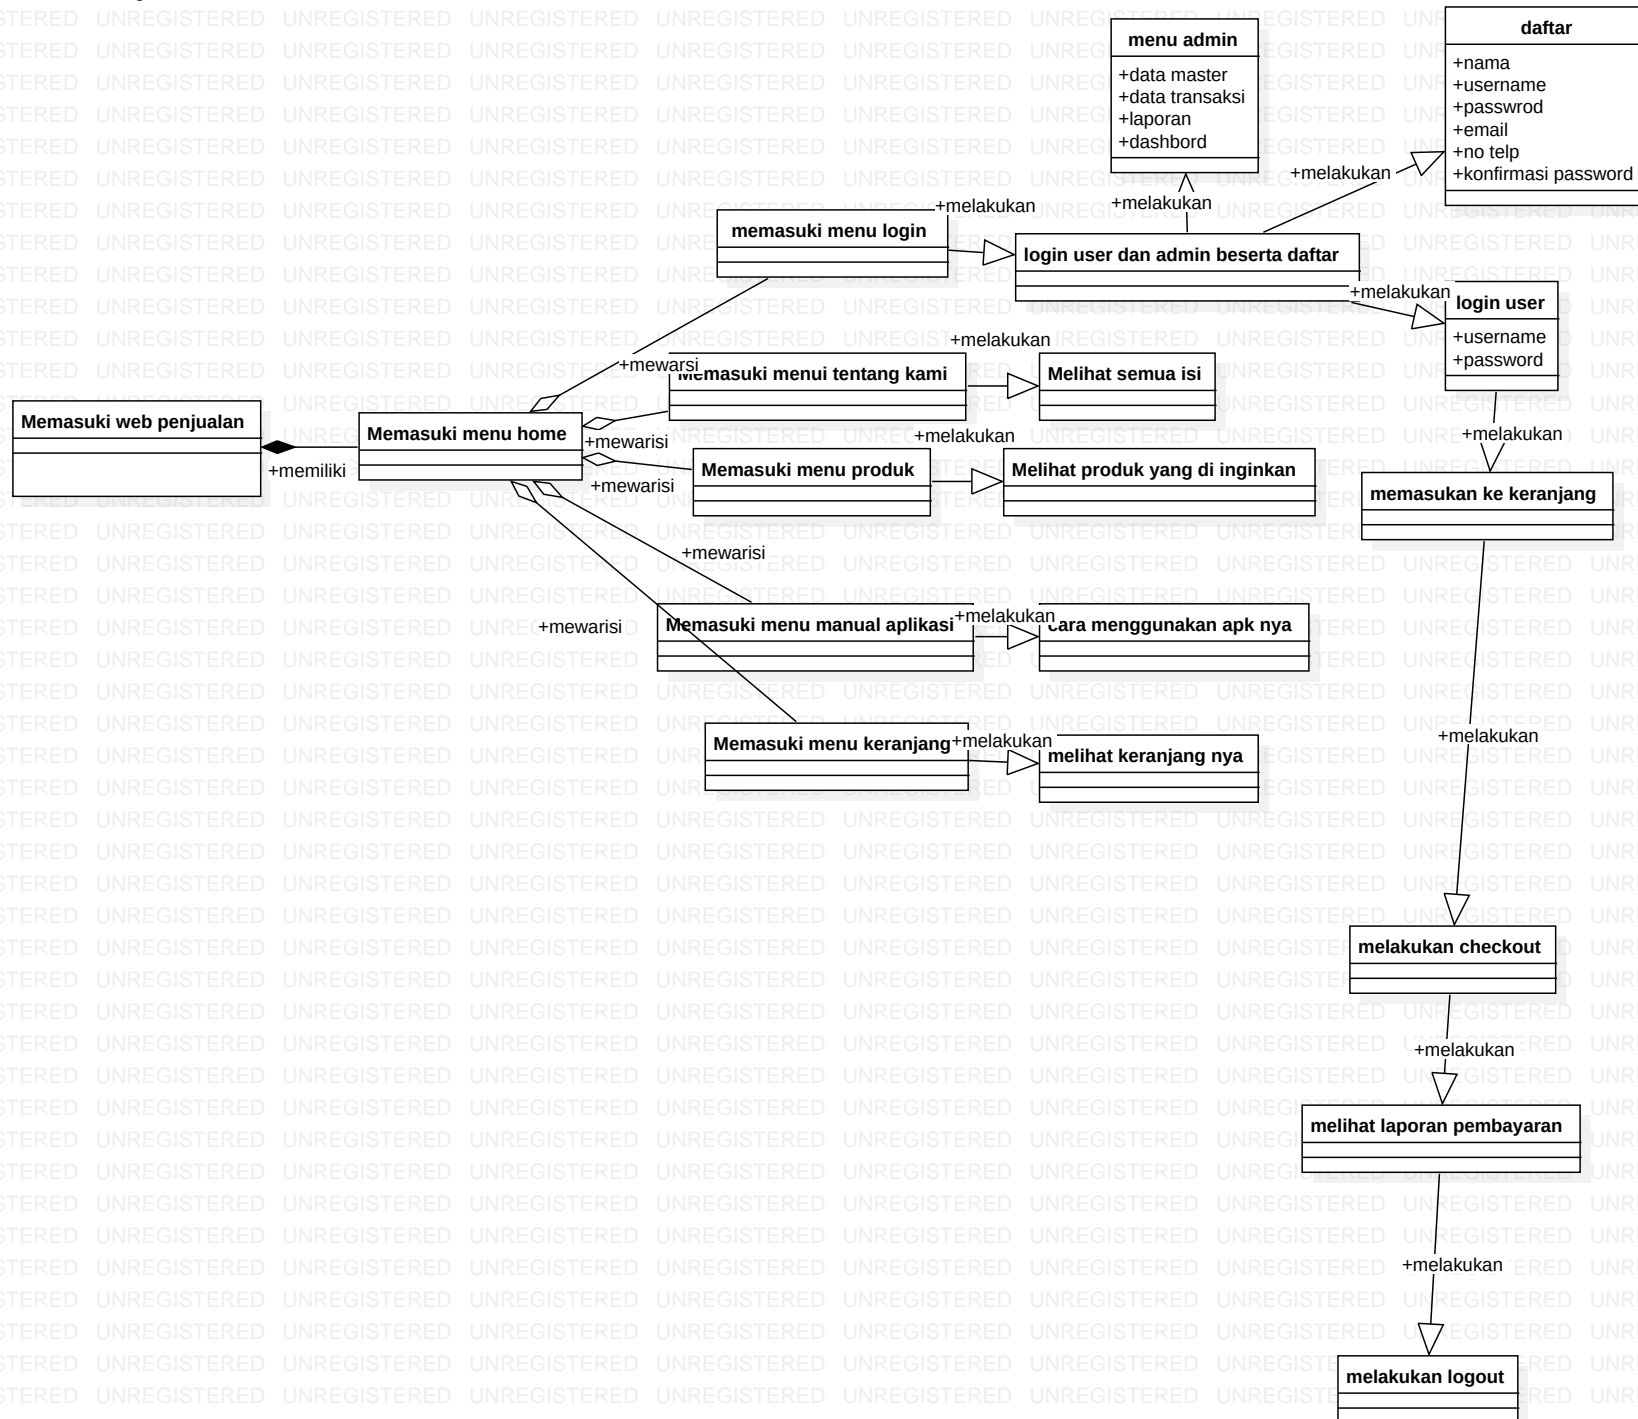 menu admin
+data master
+data transaksi
+laporan
+dashbord
daftar
+nama
+username
+passwrod
+email
+no telp
+konfirmasi password
+melakukan
+melakukan
+melakukan
memasuki menu login
login user dan admin beserta daftar
+melakukan
login user
+username
+password
+melakukan
+mewarsi
Memasuki menui tentang kami
Melihat semua isi
Memasuki web penjualan
+memiliki
Memasuki menu home
+mewarisi
+melakukan
+mewarisi
Memasuki menu produk
Melihat produk yang di inginkan
+melakukan
memasukan ke keranjang
+mewarisi
+mewarisi
Memasuki menu manual aplikasi
+melakukan
cara menggunakan apk nya
Memasuki menu keranjang
+melakukan
melihat keranjang nya
+melakukan
melakukan checkout
+melakukan
melihat laporan pembayaran
+melakukan
melakukan logout
UNREGISTERED